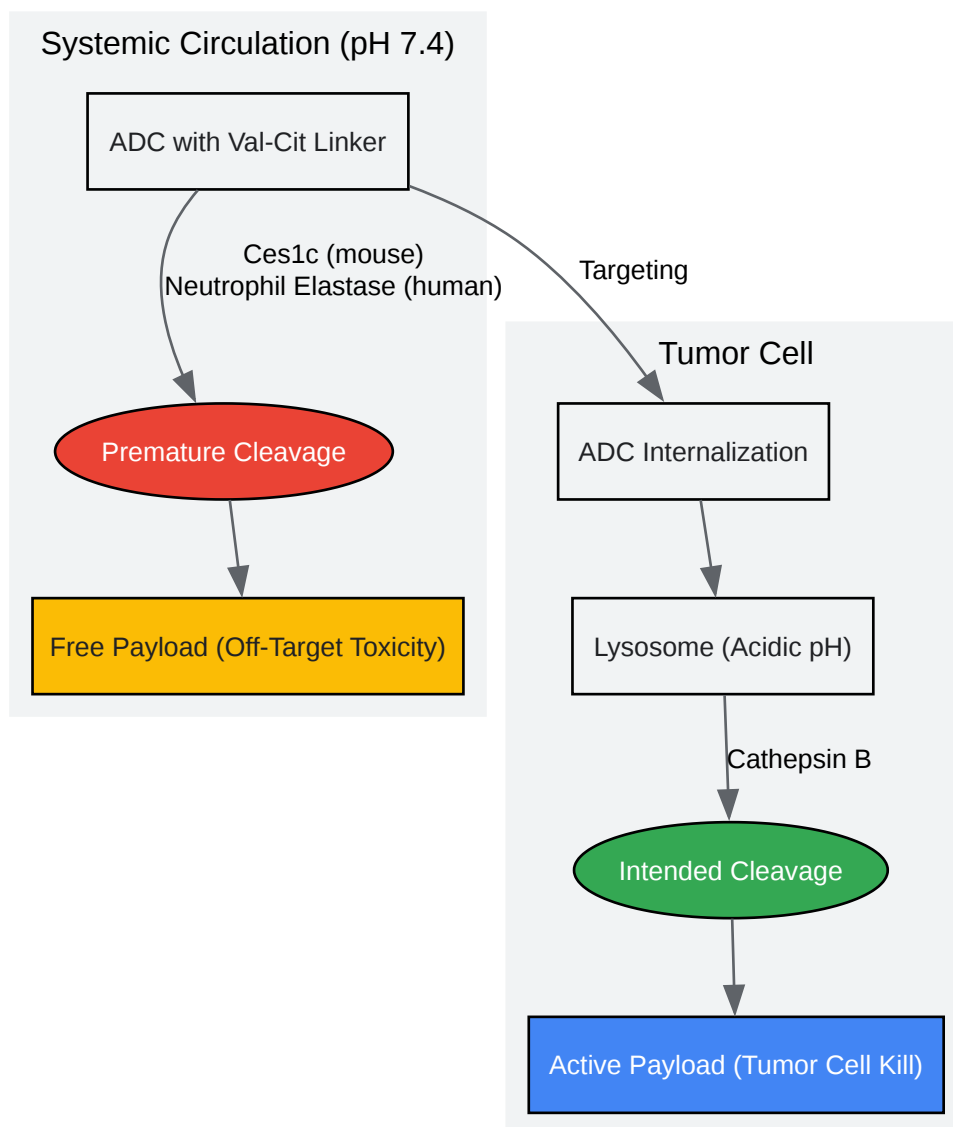 Systemic Circulation (pH 7.4)
ADC with Val-Cit Linker
Ces1c (mouse)
Neutrophil Elastase (human)
Targeting
Premature Cleavage
Free Payload (Off-Target Toxicity)
Tumor Cell
ADC Internalization
Lysosome (Acidic pH)
Cathepsin B
Intended Cleavage
Active Payload (Tumor Cell Kill)